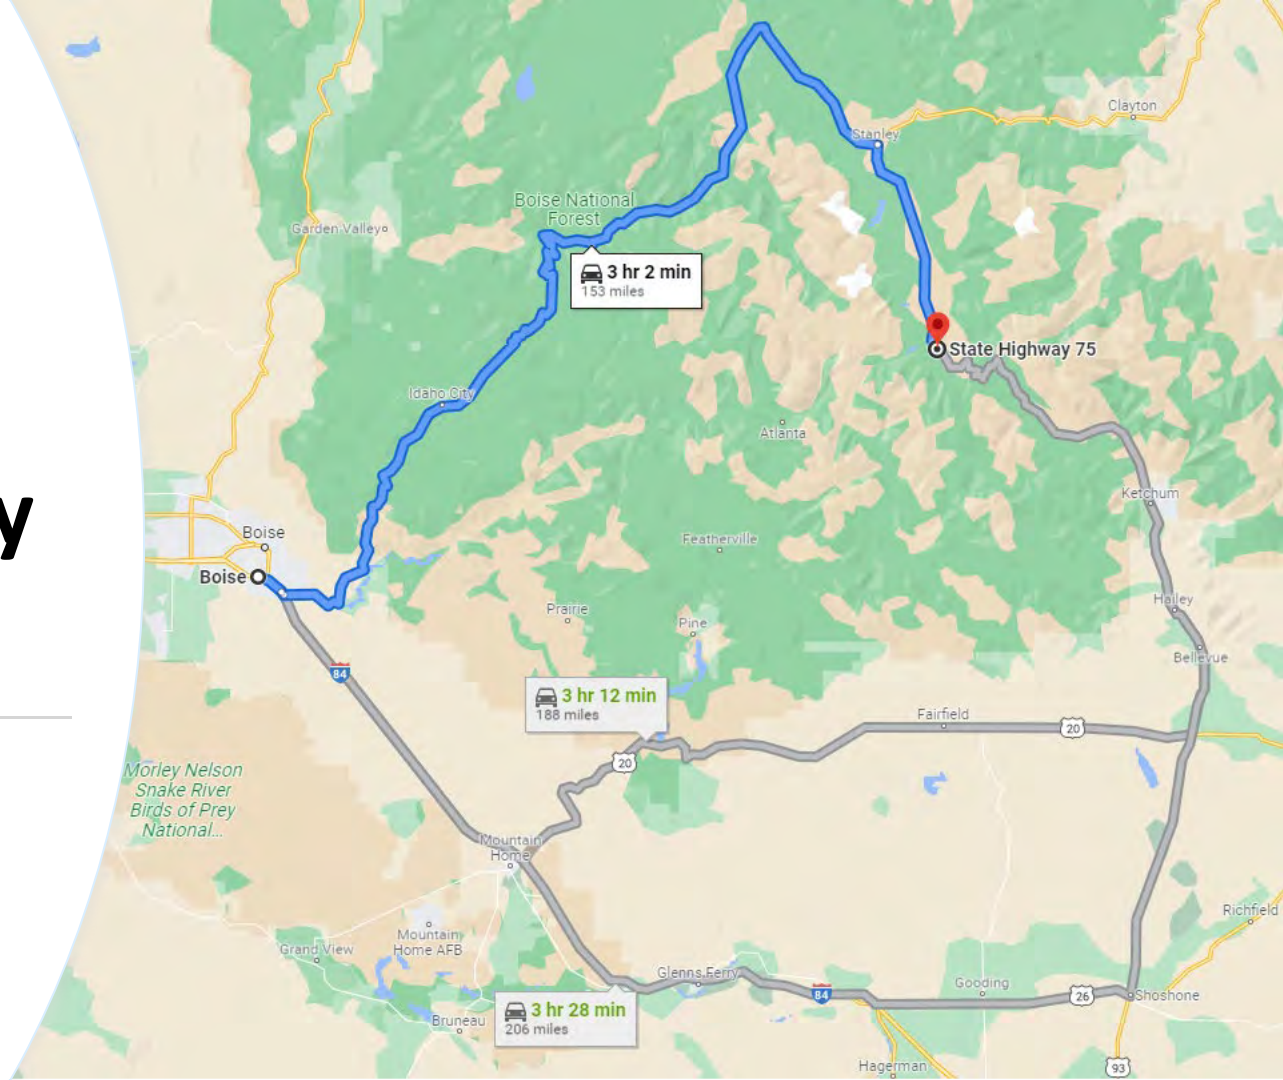 Clayton
Stanley
Boise National
Forest
Garden Valley
3 hr 2 min
153 miles
State Highway 75
Idaho City
Atlanta
Ketchum
y
Boise
Featherville
Boise
Prairie
Hailey
Pine
Bellevue
84
3 hr 12 min
188 miles
Fairfield
20
20
Morley Nelson
Snake River
Birds of Prey
National...
Mountain
Home
Richfield
Mountain
Home AFB
Grand View
Glenns Ferry
Gooding
84
26
Shoshone
3 hr 28 min
206 miles
Bruneau
Hagerman
93